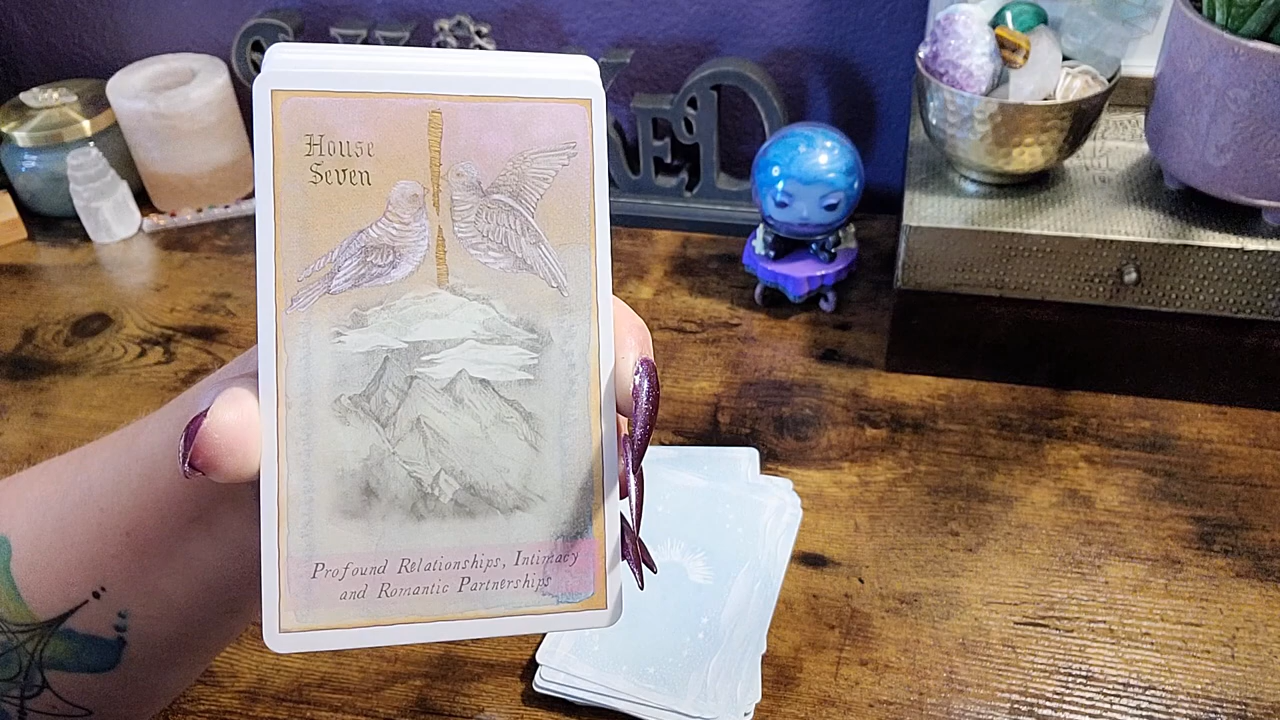 House
Seven
Profound Relationships, Intimacy
and Romantic Partnerships